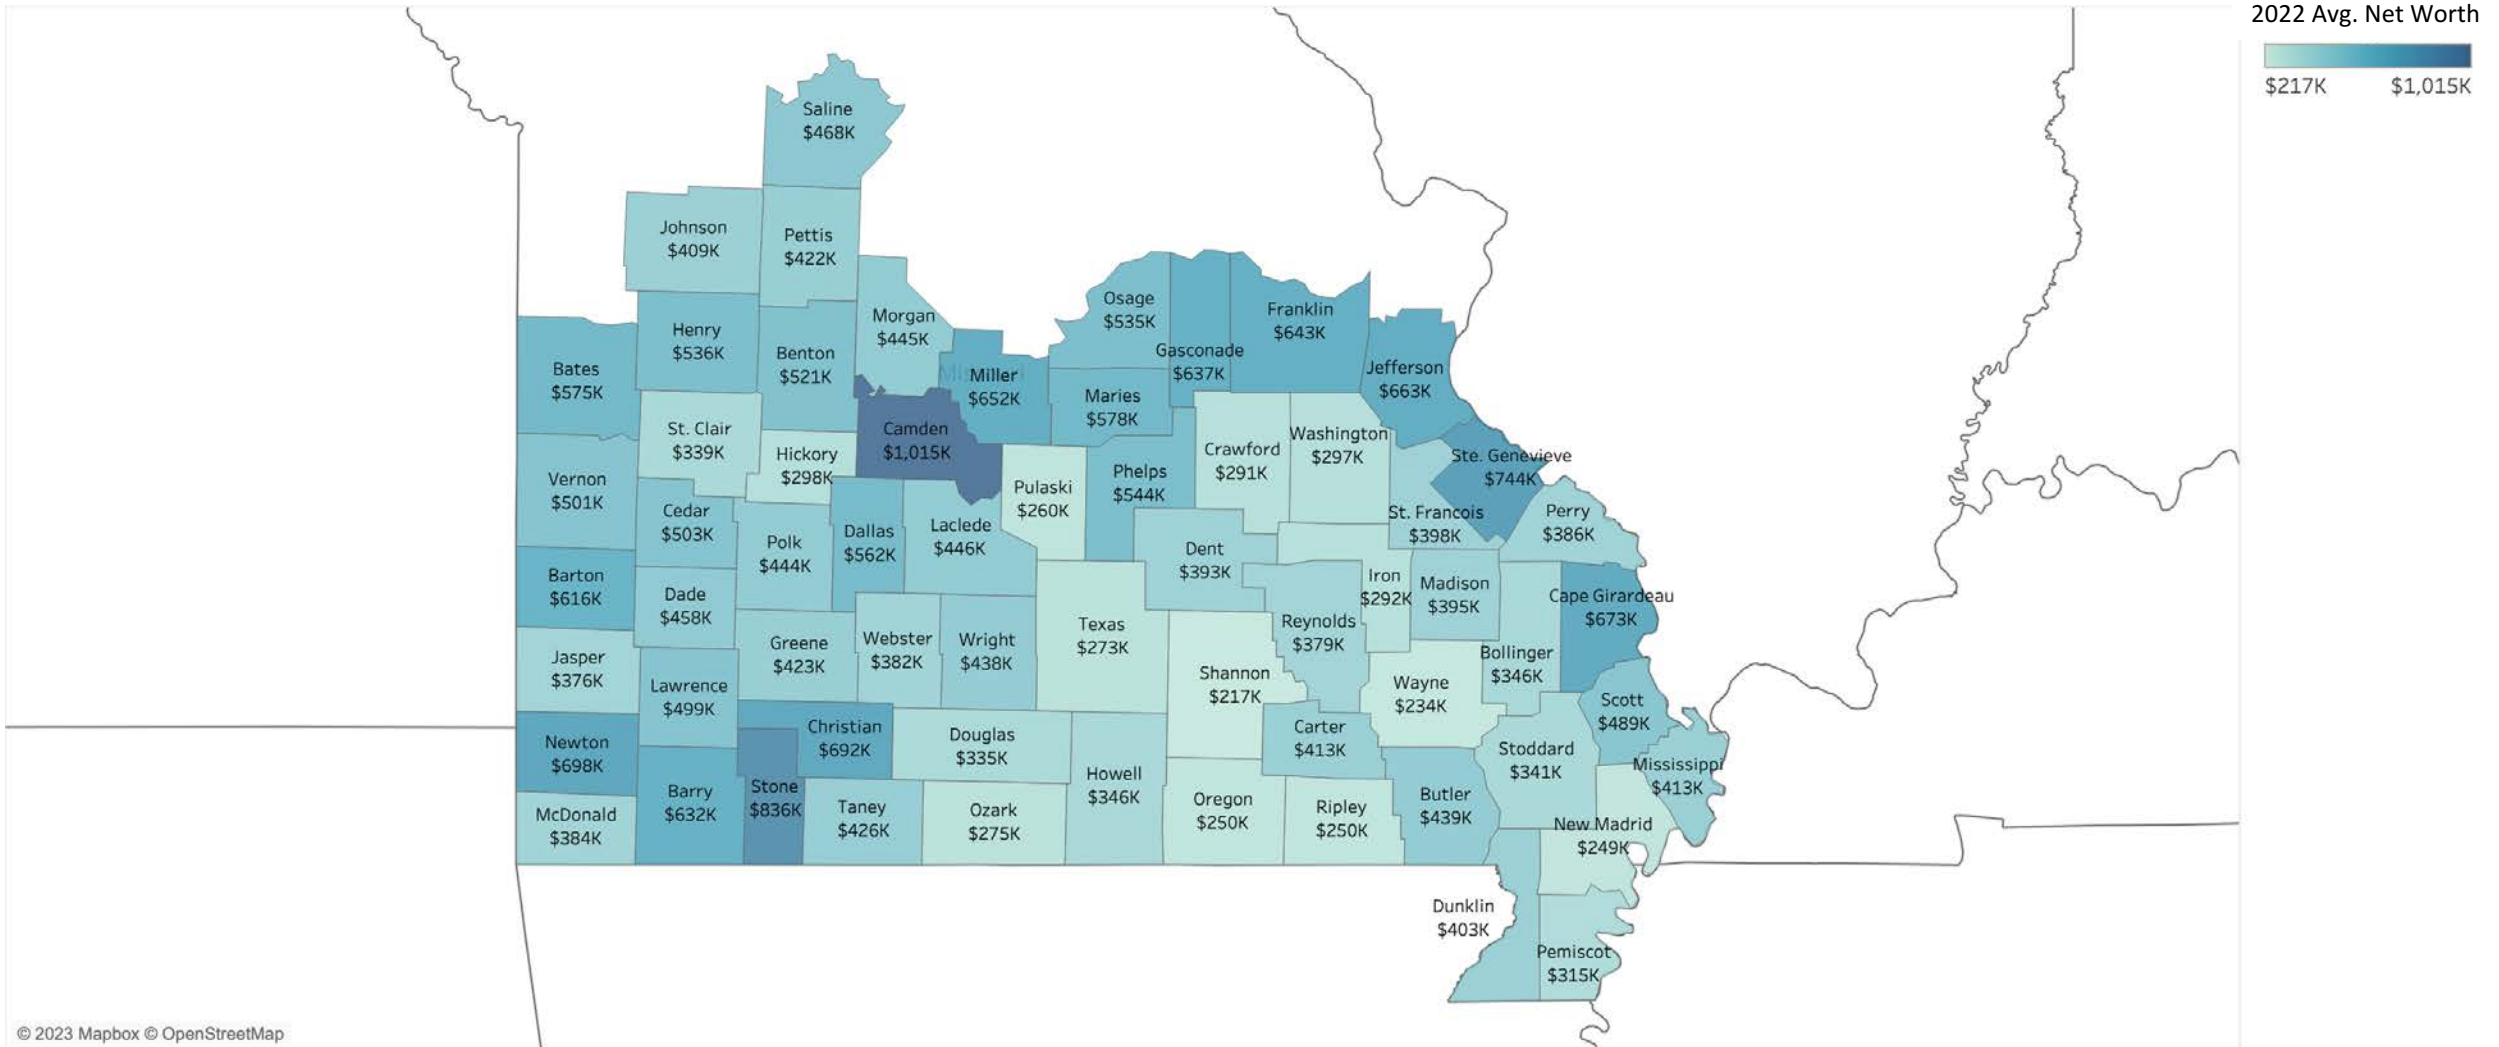 2022 Avg. Net Worth
$217K $1,015K
Saline
$468K
Johnson
$409K
Pettis
$422K
Morgan
$445K
Osage
$535K
Gasconade
$637K
Franklin
$643K
Henry
$536K
Benton
$521K
Bates
$575K
Missouri
Miller
$652K
Maries
$578K
Jefferson
$663K
St. Clair
$339K
Hickory
$298K
Camden
$1,015K
Pulaski
$260K
Phelps
$544K
Crawford
$291K
Washington
$297K
Ste. Genevieve
$744K
St. Francois
$398K
Perry
$386K
Vernon
$501K
Cedar
$503K
Polk
$444K
Dallas
$562K
Laclede
$446K
Dent
$393K
Iron
$292K
Madison
$395K
Cape Girardeau
$673K
Barton
$616K
Dade
$458K
Greene
$423K
Webster
$382K
Wright
$438K
Texas
$273K
Shannon
$217K
Reynolds
$379K
Wayne
$234K
Bollinger
$346K
Scott
$489K
Jasper
$376K
Lawrence
$499K
Christian
$692K
Douglas
$335K
Howell
$346K
Carter
$413K
Stoddard
$341K
Mississippi
$413K
Newton
$698K
McDonald
$384K
Barry
$632K
Stone
$836K
Taney
$426K
Ozark
$275K
Oregon
$250K
Ripley
$250K
Butler
$439K
New Madrid
$249K
Dunklin
$403K
Pemiscot
$315K
© 2023 Mapbox © OpenStreetMap